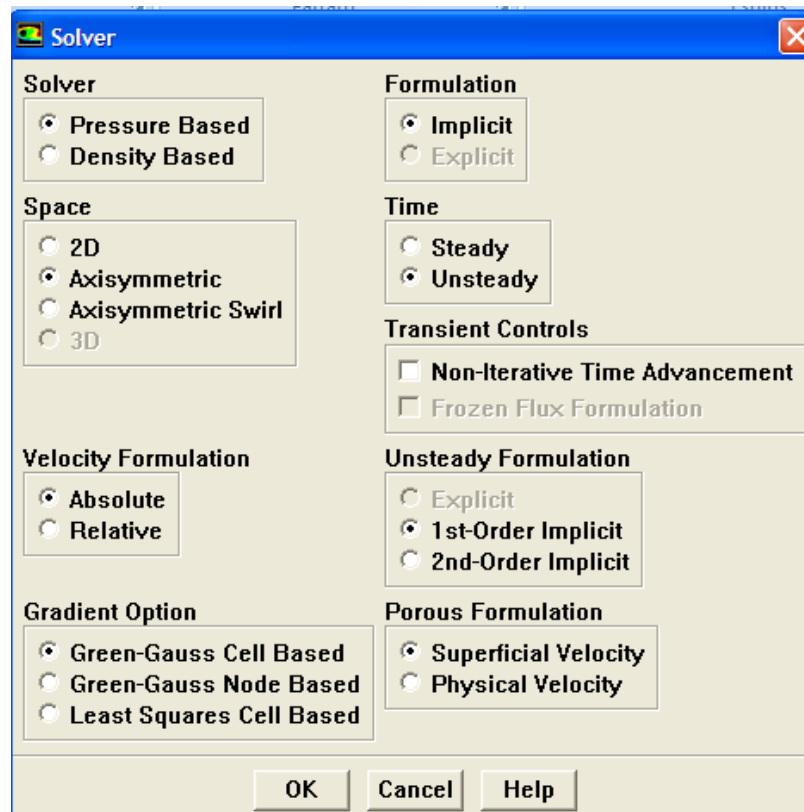 Solver
Solver
Pressure Based
Density Based
Formulation
Implicit
Explicit
Space
2D
Axisymmetric
Axisymmetric Swirl
3D
Time
Steady
Unsteady
Transient Controls
Non-Iterative Time Advancement
Frozen Flux Formulation
Velocity Formulation
Absolute
Relative
Unsteady Formulation
Explicit
1st-Order Implicit
2nd-Order Implicit
Gradient Option
Green-Gauss Cell Based
Green-Gauss Node Based
Least Squares Cell Based
Porous Formulation
Superficial Velocity
Physical Velocity
OK
Cancel
Help